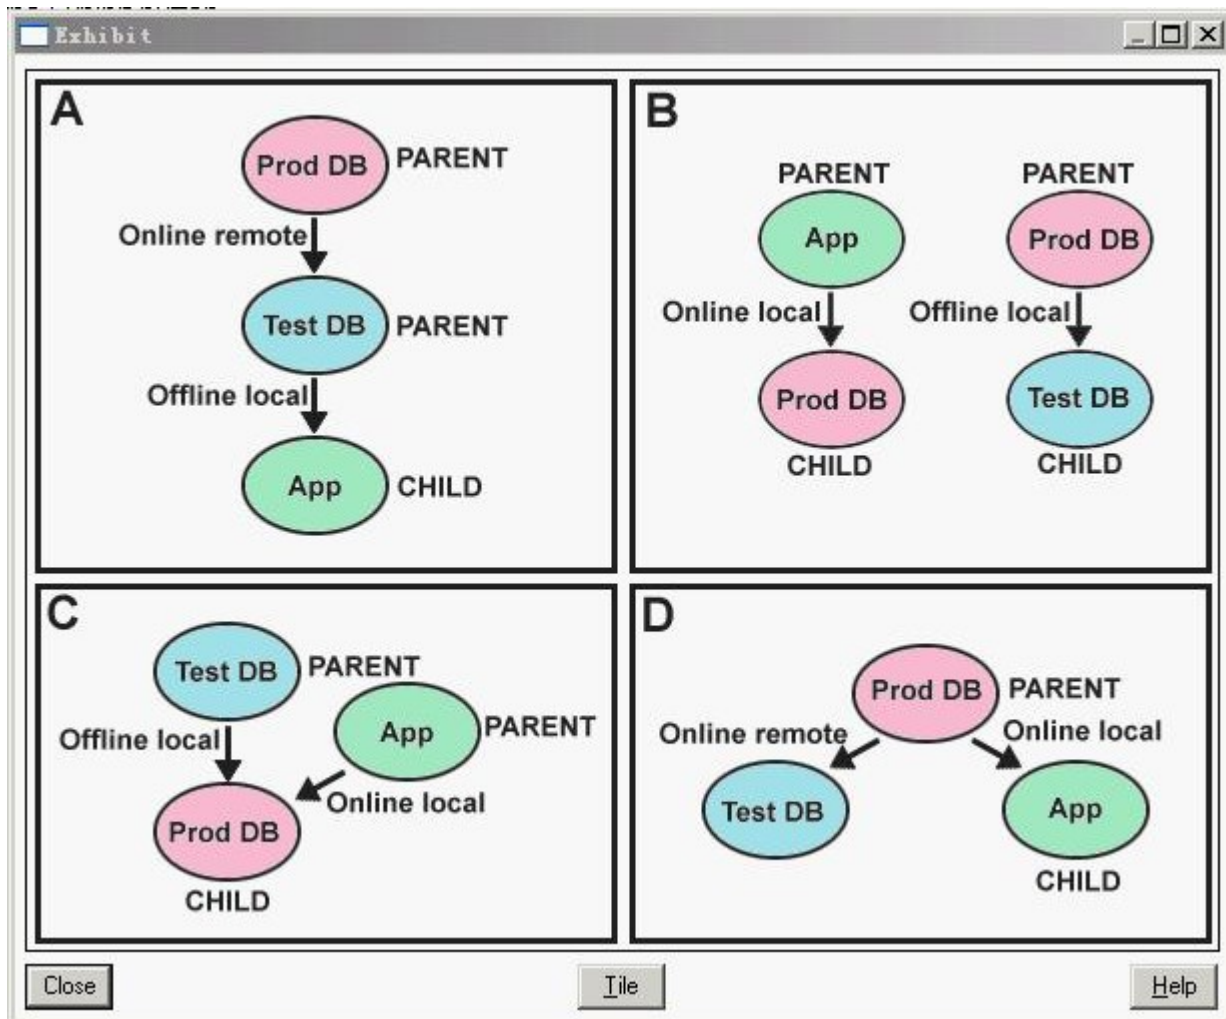 Exhibit
A
Prod DB PARENT
Online remote
Test DB PARENT
Offline local
App CHILD
B
PARENT PARENT
App Prod DB
Online local Offline local
Prod DB Test DB
CHILD CHILD
C
Test DB PARENT
App PARENT
Offline local
Online local
Prod DB
CHILD
D
Prod DB PARENT
Online remote Online local
Test DB App
CHILD
Close Tile Help